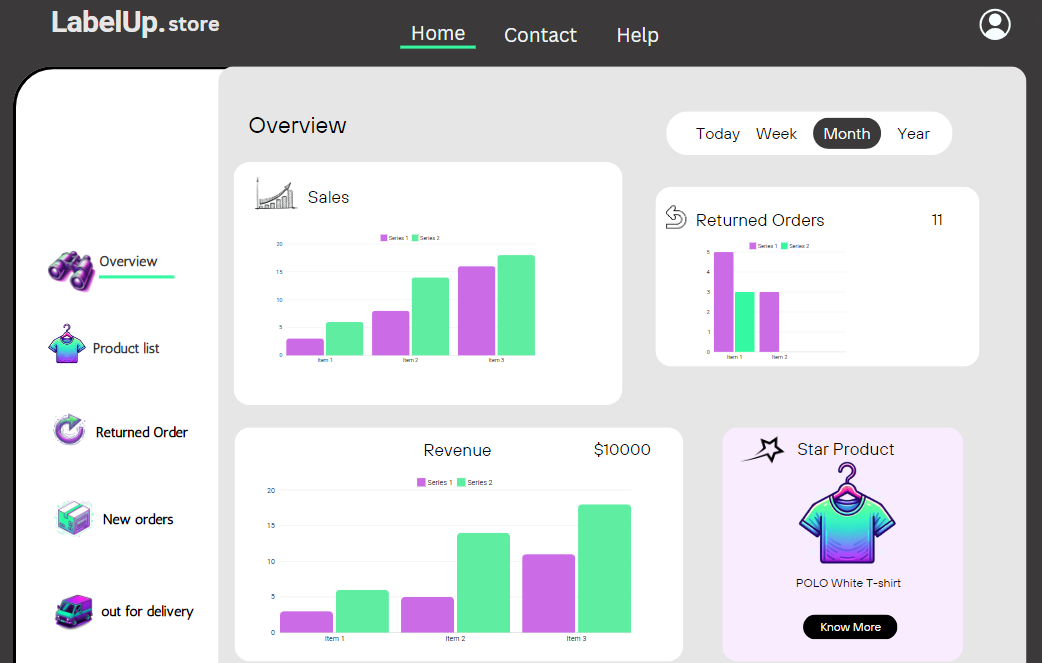 LabelUp. store
Home Contact Help
Overview
Today Week Month Year
Sales
Series 1 Series 2
20
15
10
5
0
Item 1 Item 2 Item 3
Returned Orders 11
Series 1 Series 2
5
4
3
2
1
0
Item 1 Item 2
Overview
Product list
Returned Order
New orders
out for delivery
Revenue $10000
Series 1 Series 2
20
15
10
5
0
Item 1 Item 2 Item 3
Star Product
POLO White T-shirt
Know More